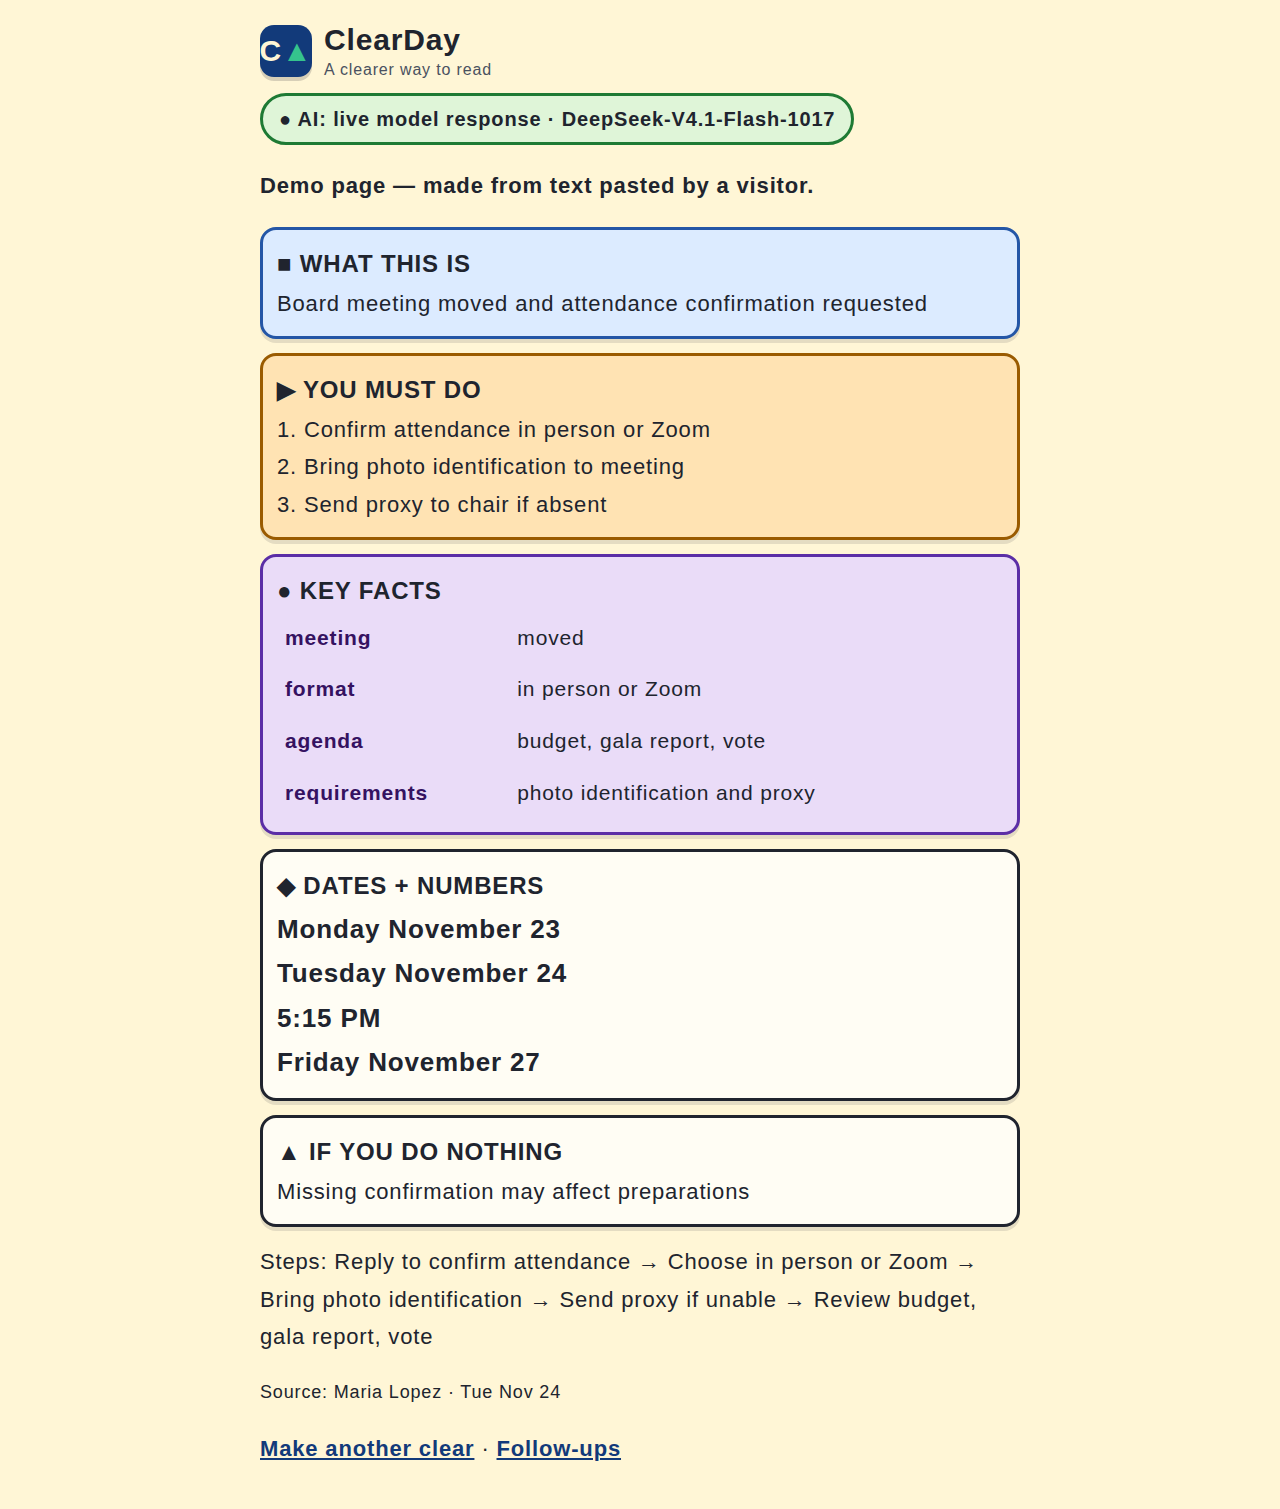 C▲
ClearDay
A clearer way to read
● AI: live model response · DeepSeek-V4.1-Flash-1017
Demo page — made from text pasted by a visitor.
■ WHAT THIS IS
Board meeting moved and attendance confirmation requested
▶ YOU MUST DO
1. Confirm attendance in person or Zoom
2. Bring photo identification to meeting
3. Send proxy to chair if absent
● KEY FACTS
meeting moved
format in person or Zoom
agenda budget, gala report, vote
requirements photo identification and proxy
◆ DATES + NUMBERS
Monday November 23
Tuesday November 24
5:15 PM
Friday November 27
▲ IF YOU DO NOTHING
Missing confirmation may affect preparations
Steps: Reply to confirm attendance → Choose in person or Zoom →
Bring photo identification → Send proxy if unable → Review budget,
gala report, vote
Source: Maria Lopez · Tue Nov 24
Make another clear · Follow-ups